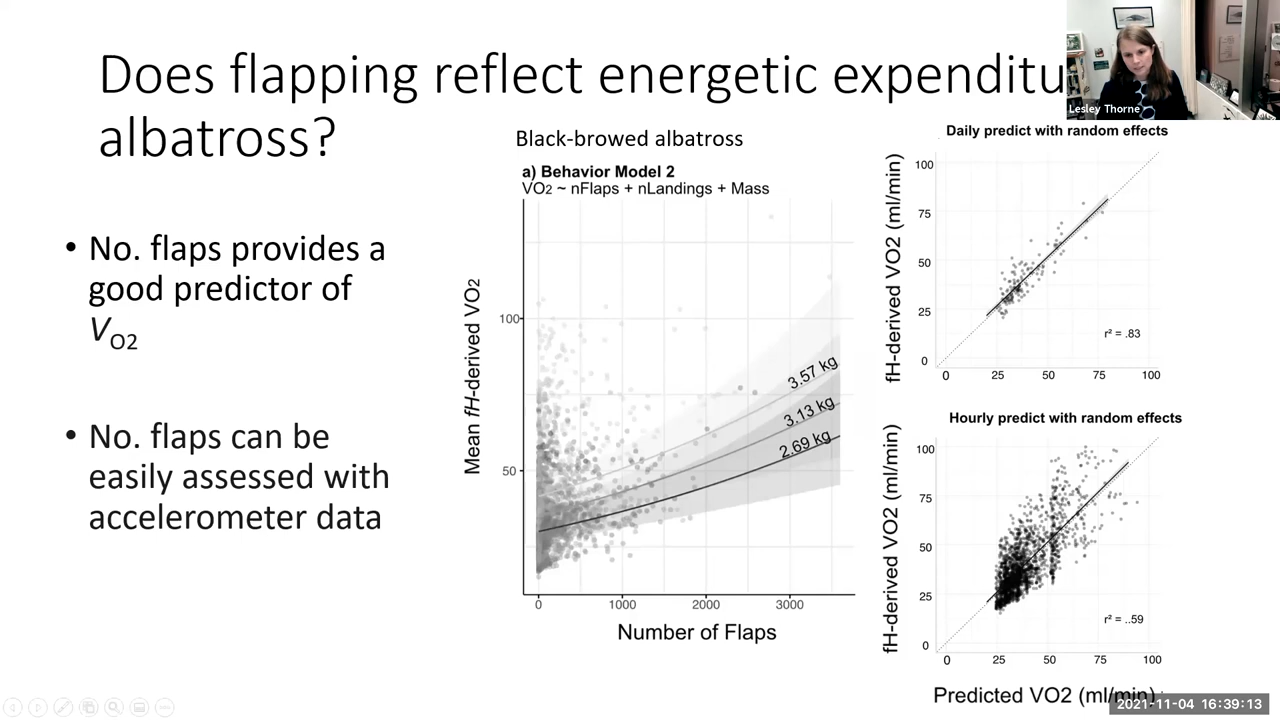 Does flapping reflect energetic expenditu
albatross?
Lesley Thorne
• No. flaps provides a
good predictor of
VO2
• No. flaps can be
easily assessed with
accelerometer data
Black-browed albatross
a) Behavior Model 2
VO2 ~ nFlaps + nLandings + Mass
Mean fH-derived VO2
100
50
3.57 kg
3.13 kg
2.69 kg
0 1000 2000 3000
Number of Flaps
Daily predict with random effects
fH-derived VO2 (ml/min)
100
75
50
25
0
r² = .83
0 25 50 75 100
Hourly predict with random effects
fH-derived VO2 (ml/min)
100
75
50
25
0
r² = ..59
0 25 50 75 100
Predicted VO2 (ml/min)
2021-11-04 16:39:13